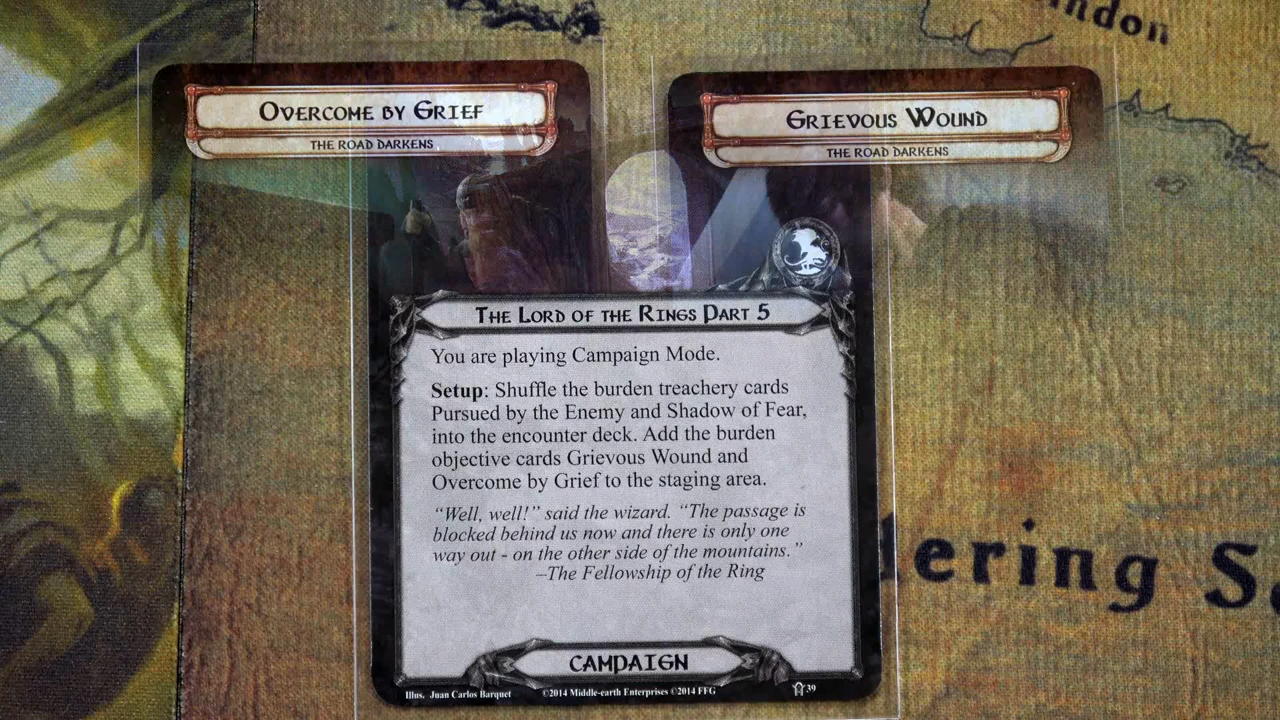 ndon
OVERCOME BY GRIEF
THE ROAD DARKENS
GRIEVOUS WOUND
THE ROAD DARKENS
THE LORD OF THE RINGS PART 5
You are playing Campaign Mode.
Setup: Shuffle the burden treachery cards
Pursued by the Enemy and Shadow of Fear,
into the encounter deck. Add the burden
objective cards Grievous Wound and
Overcome by Grief to the staging area.
“Well, well!” said the wizard. “The passage is
blocked behind us now and there is only one
way out - on the other side of the mountains.”
–The Fellowship of the Ring
dering S
CAMPAIGN
Illus. Juan Carlos Barquet ©2014 Middle-earth Enterprises ©2014 FFG 39